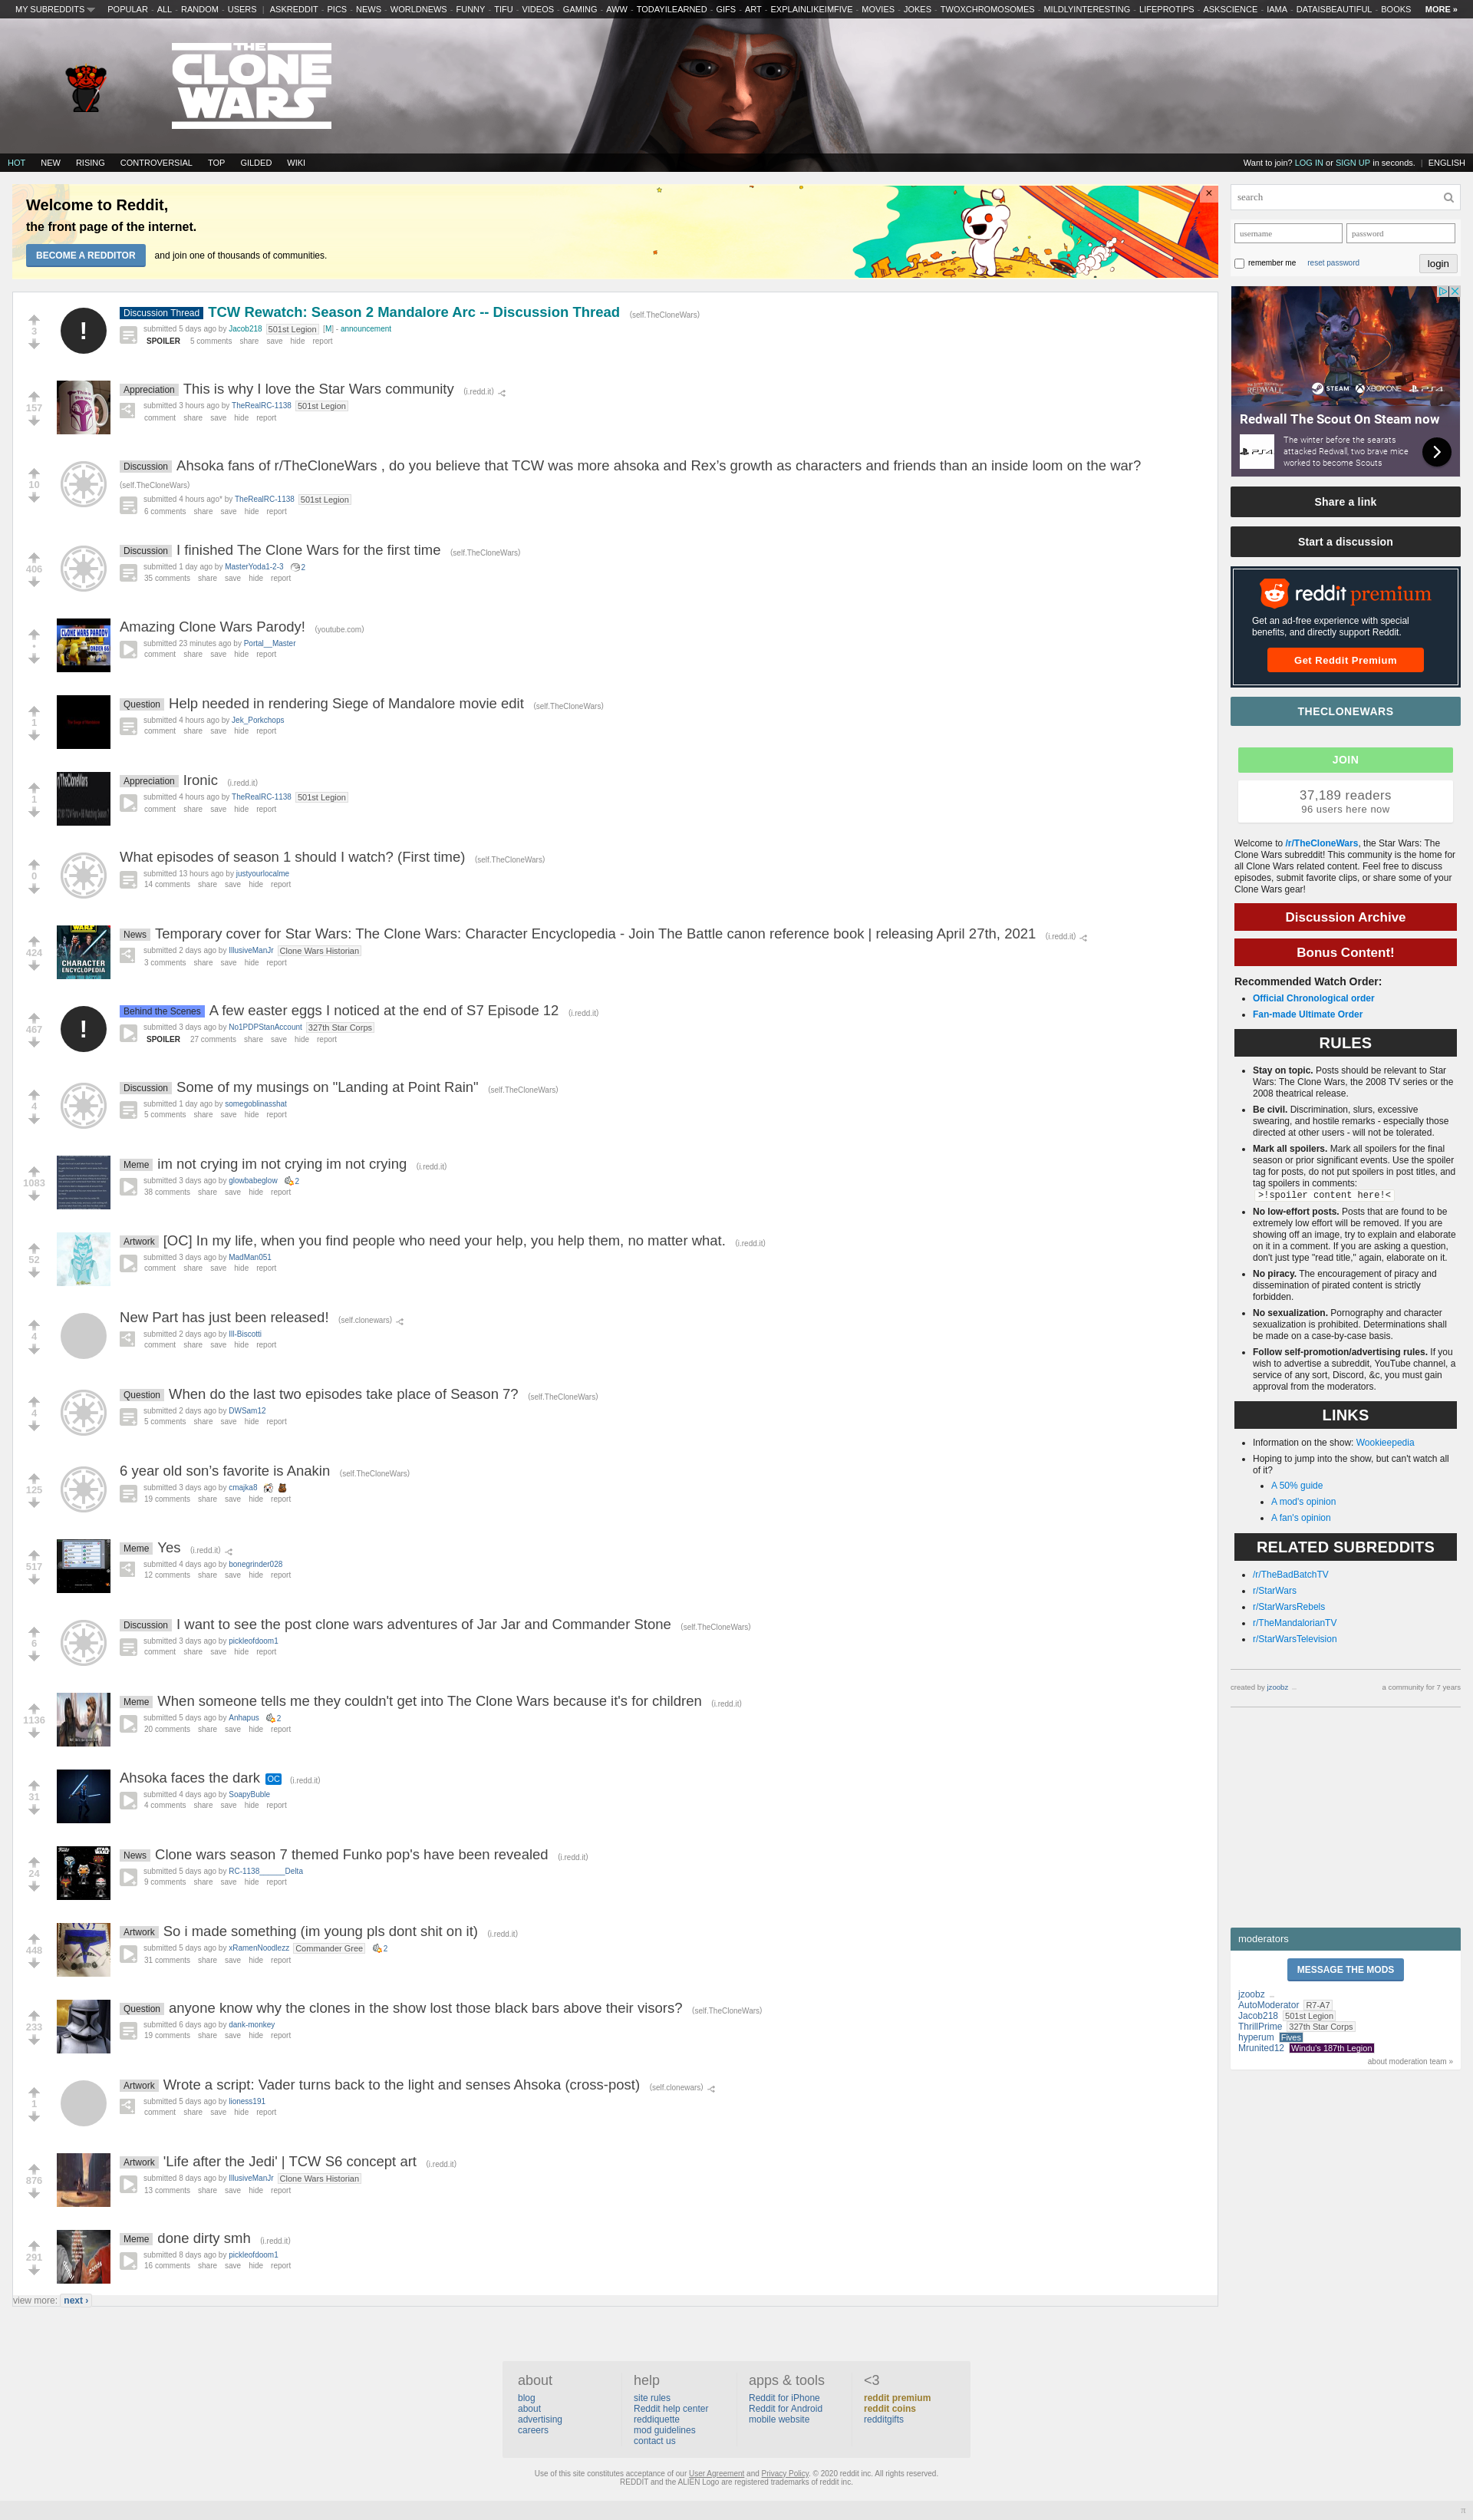 MY SUBREDDITS POPULAR - ALL - RANDOM - USERS | ASKREDDIT - PICS - NEWS - WORLDNEWS - FUNNY - TIFU - VIDEOS - GAMING - AWW - TODAYILEARNED - GIFS - ART - EXPLAINLIKEIMFIVE - MOVIES - JOKES - TWOXCHROMOSOMES - MILDLYINTERESTING - LIFEPROTIPS - ASKSCIENCE - IAMA - DATAISBEAUTIFUL - BOOKS MORE »
THE
CLONE
WARS
HOT NEW RISING CONTROVERSIAL TOP GILDED WIKI
Want to join? LOG IN or SIGN UP in seconds. | ENGLISH
Welcome to Reddit,
the front page of the internet.
BECOME A REDDITOR and join one of thousands of communities.
×
3
!
Discussion Thread TCW Rewatch: Season 2 Mandalore Arc -- Discussion Thread (self.TheCloneWars)
submitted 5 days ago by Jacob218 501st Legion [M] - announcement
SPOILER 5 comments share save hide report
157
Appreciation This is why I love the Star Wars community (i.redd.it)
submitted 3 hours ago by TheRealRC-1138 501st Legion
comment share save hide report
10
Discussion Ahsoka fans of r/TheCloneWars , do you believe that TCW was more ahsoka and Rex's growth as characters and friends than an inside loom on the war?
(self.TheCloneWars)
submitted 4 hours ago* by TheRealRC-1138 501st Legion
6 comments share save hide report
406
Discussion I finished The Clone Wars for the first time (self.TheCloneWars)
submitted 1 day ago by MasterYoda1-2-3 2
35 comments share save hide report
•
CLONE WARS PARODY
ORDER 66
Amazing Clone Wars Parody! (youtube.com)
submitted 23 minutes ago by Portal__Master
comment share save hide report
1
Question Help needed in rendering Siege of Mandalore movie edit (self.TheCloneWars)
submitted 4 hours ago by Jek_Porkchops
comment share save hide report
1
r/TheCloneWars
Appreciation Ironic (i.redd.it)
submitted 4 hours ago by TheRealRC-1138 501st Legion
comment share save hide report
0
What episodes of season 1 should I watch? (First time) (self.TheCloneWars)
submitted 13 hours ago by justyourlocalme
14 comments share save hide report
424
CHARACTER
ENCYCLOPEDIA
News Temporary cover for Star Wars: The Clone Wars: Character Encyclopedia - Join The Battle canon reference book | releasing April 27th, 2021 (i.redd.it)
submitted 2 days ago by IllusiveManJr Clone Wars Historian
3 comments share save hide report
467
!
Behind the Scenes A few easter eggs I noticed at the end of S7 Episode 12 (i.redd.it)
submitted 3 days ago by No1PDPStanAccount 327th Star Corps
SPOILER 27 comments share save hide report
4
Discussion Some of my musings on "Landing at Point Rain" (self.TheCloneWars)
submitted 1 day ago by somegoblinasshat
5 comments share save hide report
1083
Meme im not crying im not crying im not crying (i.redd.it)
submitted 3 days ago by glowbabeglow 2
38 comments share save hide report
52
Artwork [OC] In my life, when you find people who need your help, you help them, no matter what. (i.redd.it)
submitted 3 days ago by MadMan051
comment share save hide report
4
New Part has just been released! (self.clonewars)
submitted 2 days ago by Ill-Biscotti
comment share save hide report
4
Question When do the last two episodes take place of Season 7? (self.TheCloneWars)
submitted 2 days ago by DWSam12
5 comments share save hide report
125
6 year old son's favorite is Anakin (self.TheCloneWars)
submitted 3 days ago by cmajka8
19 comments share save hide report
517
Meme Yes (i.redd.it)
submitted 4 days ago by bonegrinder028
12 comments share save hide report
6
Discussion I want to see the post clone wars adventures of Jar Jar and Commander Stone (self.TheCloneWars)
submitted 3 days ago by pickleofdoom1
comment share save hide report
1136
Meme When someone tells me they couldn't get into The Clone Wars because it's for children (i.redd.it)
submitted 5 days ago by Anhapus 2
20 comments share save hide report
31
Ahsoka faces the dark OC (i.redd.it)
submitted 4 days ago by SoapyBuble
4 comments share save hide report
24
News Clone wars season 7 themed Funko pop's have been revealed (i.redd.it)
submitted 5 days ago by RC-1138______Delta
9 comments share save hide report
448
Artwork So i made something (im young pls dont shit on it) (i.redd.it)
submitted 5 days ago by xRamenNoodlezz Commander Gree 2
31 comments share save hide report
233
Question anyone know why the clones in the show lost those black bars above their visors? (self.TheCloneWars)
submitted 6 days ago by dank-monkey
19 comments share save hide report
1
Artwork Wrote a script: Vader turns back to the light and senses Ahsoka (cross-post) (self.clonewars)
submitted 5 days ago by lioness191
comment share save hide report
876
Artwork 'Life after the Jedi' | TCW S6 concept art (i.redd.it)
submitted 8 days ago by IllusiveManJr Clone Wars Historian
13 comments share save hide report
291
Meme done dirty smh (i.redd.it)
submitted 8 days ago by pickleofdoom1
16 comments share save hide report
view more: next ›
search
username password
remember me reset password login
REDWALL
STEAM XBOX ONE PS4
Redwall The Scout On Steam now
PS4
The winter before the searats
attacked Redwall, two brave mice
worked to become Scouts
Share a link
Start a discussion
reddit premium
Get an ad-free experience with special
benefits, and directly support Reddit.
Get Reddit Premium
THECLONEWARS
JOIN
37,189 readers
96 users here now
Welcome to /r/TheCloneWars, the Star Wars: The
Clone Wars subreddit! This community is the home for
all Clone Wars related content. Feel free to discuss
episodes, submit favorite clips, or share some of your
Clone Wars gear!
Discussion Archive
Bonus Content!
Recommended Watch Order:
Official Chronological order
Fan-made Ultimate Order
RULES
Stay on topic. Posts should be relevant to Star
Wars: The Clone Wars, the 2008 TV series or the
2008 theatrical release.
Be civil. Discrimination, slurs, excessive
swearing, and hostile remarks - especially those
directed at other users - will not be tolerated.
Mark all spoilers. Mark all spoilers for the final
season or prior significant events. Use the spoiler
tag for posts, do not put spoilers in post titles, and
tag spoilers in comments:
>!spoiler content here!<
No low-effort posts. Posts that are found to be
extremely low effort will be removed. If you are
showing off an image, try to explain and elaborate
on it in a comment. If you are asking a question,
don't just type "read title," again, elaborate on it.
No piracy. The encouragement of piracy and
dissemination of pirated content is strictly
forbidden.
No sexualization. Pornography and character
sexualization is prohibited. Determinations shall
be made on a case-by-case basis.
Follow self-promotion/advertising rules. If you
wish to advertise a subreddit, YouTube channel, a
service of any sort, Discord, &c, you must gain
approval from the moderators.
LINKS
Information on the show: Wookieepedia
Hoping to jump into the show, but can't watch all
of it?
A 50% guide
A mod's opinion
A fan's opinion
RELATED SUBREDDITS
/r/TheBadBatchTV
r/StarWars
r/StarWarsRebels
r/TheMandalorianTV
r/StarWarsTelevision
created by jzoobz a community for 7 years
moderators
MESSAGE THE MODS
jzoobz
AutoModerator R7-A7
Jacob218 501st Legion
ThrillPrime 327th Star Corps
hyperum Fives
Mrunited12 Windu's 187th Legion
about moderation team »
about
blog
about
advertising
careers
help
site rules
Reddit help center
reddiquette
mod guidelines
contact us
apps & tools
Reddit for iPhone
Reddit for Android
mobile website
<3
reddit premium
reddit coins
redditgifts
Use of this site constitutes acceptance of our User Agreement and Privacy Policy. © 2020 reddit inc. All rights reserved.
REDDIT and the ALIEN Logo are registered trademarks of reddit inc.
π